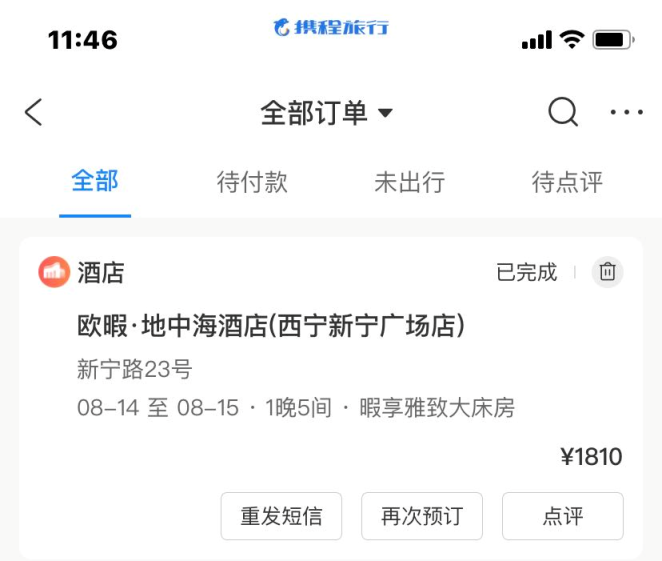 11:46
携程旅行
全部订单
全部 待付款 未出行 待点评
酒店 已完成
欧暇·地中海酒店(西宁新宁广场店)
新宁路23号
08-14 至 08-15 · 1晚5间 · 暇享雅致大床房
¥1810
重发短信 再次预订 点评